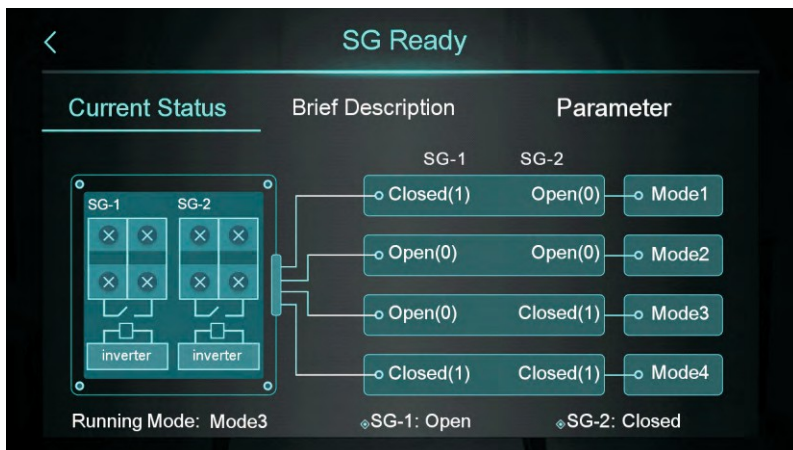 SG Ready
Current Status Brief Description Parameter
SG-1 SG-2
SG-1 SG-2
Closed(1) Open(0) Mode1
Open(0) Open(0) Mode2
Open(0) Closed(1) Mode3
inverter inverter
Closed(1) Closed(1) Mode4
Running Mode: Mode3 SG-1: Open SG-2: Closed